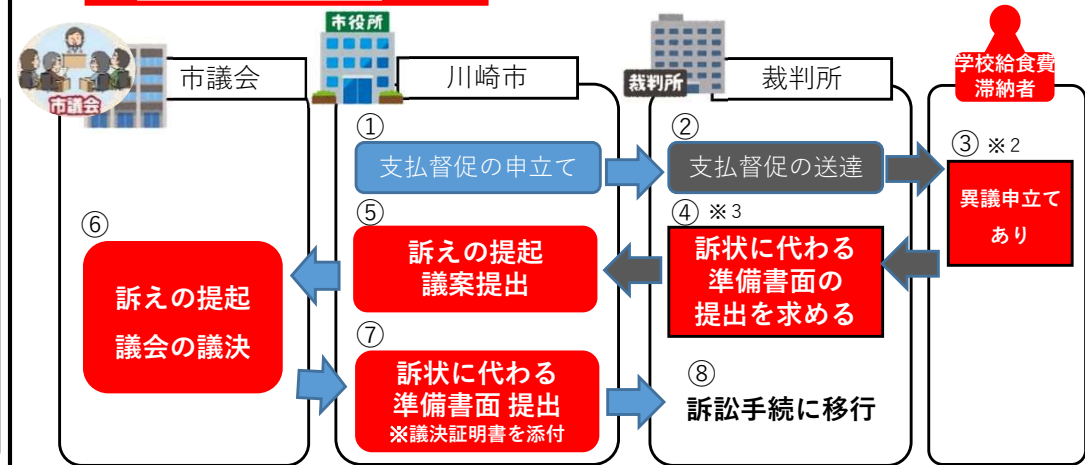 市役所
市議会
市議会
川崎市
裁判所
裁判所
学校給食費
滞納者
①
支払督促の申立て
②
支払督促の送達
③ ※2
異議申立て
あり
④ ※3
訴状に代わる
準備書面の
提出を求める
⑤
訴えの提起
議案提出
⑥
訴えの提起
議会の議決
⑦
訴状に代わる
準備書面 提出
※議決証明書を添付
⑧
訴訟手続に移行